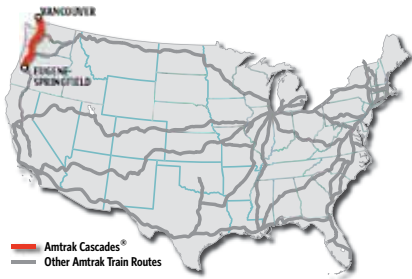 VANCOUVER
EUGENE-
SPRINGFIELD
Amtrak Cascades®
Other Amtrak Train Routes